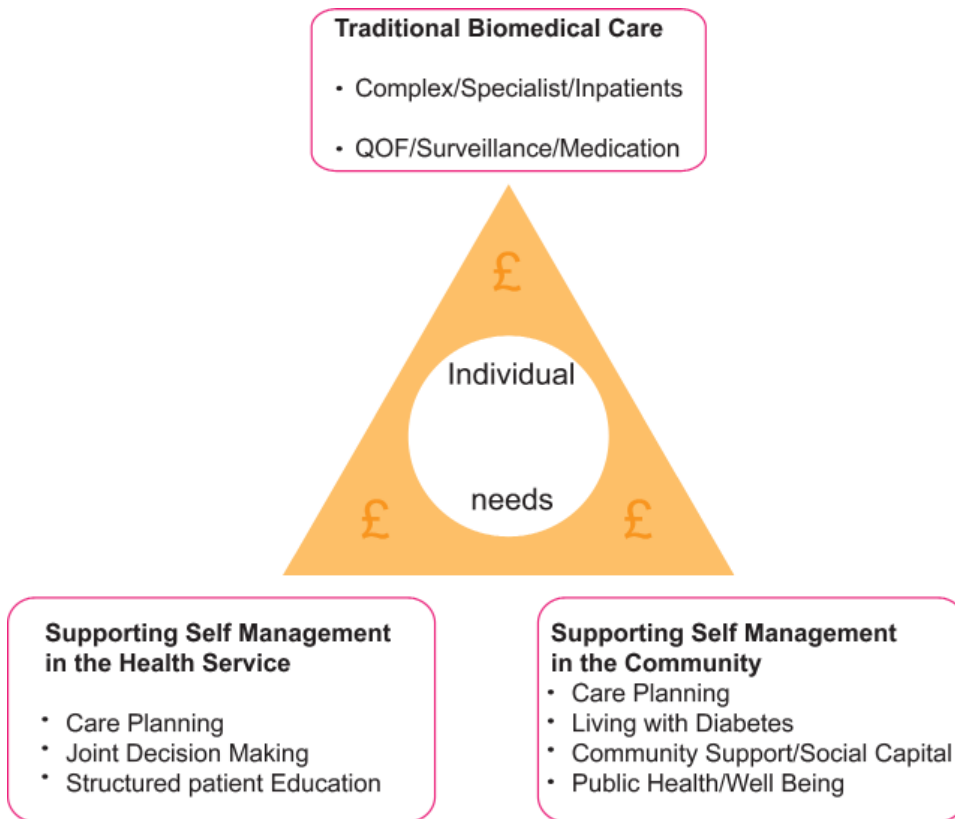 Traditional Biomedical Care
• Complex/Specialist/Inpatients
• QOF/Surveillance/Medication
£
Individual
needs
£
£
Supporting Self Management
in the Health Service
• Care Planning
• Joint Decision Making
• Structured patient Education
Supporting Self Management
in the Community
• Care Planning
• Living with Diabetes
• Community Support/Social Capital
• Public Health/Well Being